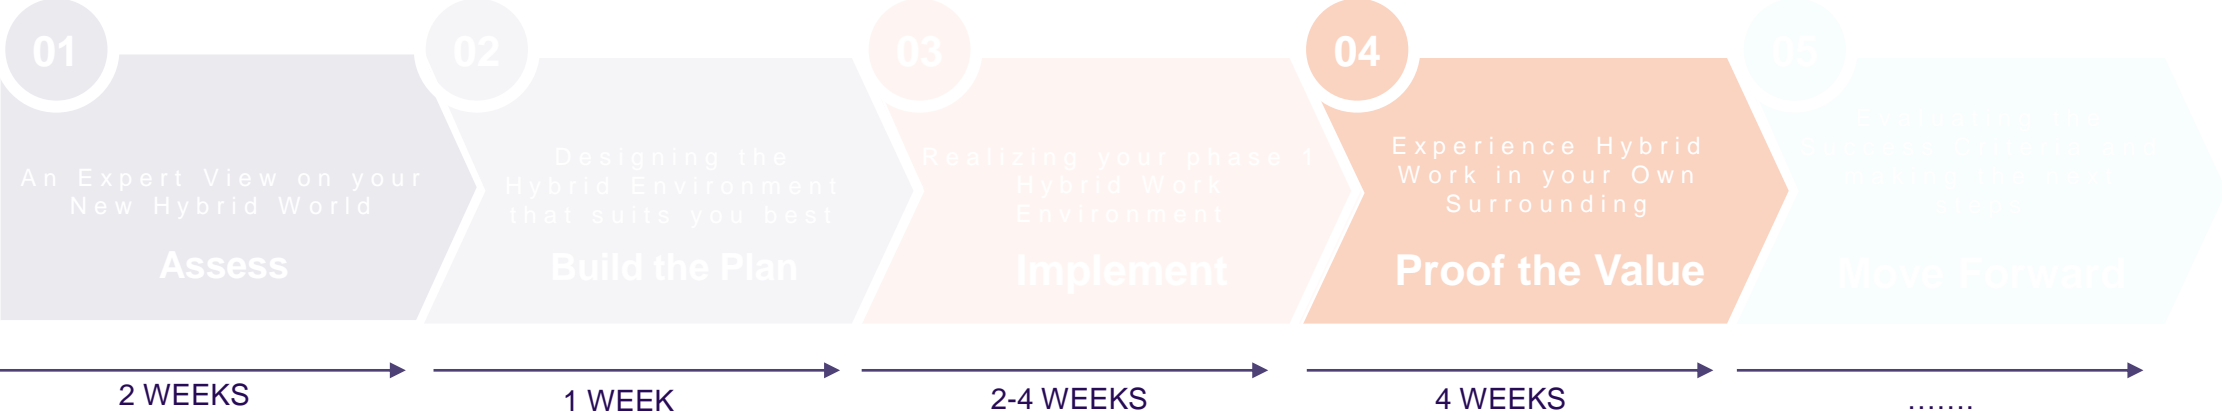 01
An Expert View on your
New Hybrid World
Assess
2 WEEKS
02
Designing the
Hybrid Environment
that suits you best
Build the Plan
1 WEEK
03
Realizing your phase 1
Hybrid Work
Environment
Implement
2-4 WEEKS
04
Experience Hybrid
Work in your Own
Surrounding
Proof the Value
4 WEEKS
05
Move Forward
.......